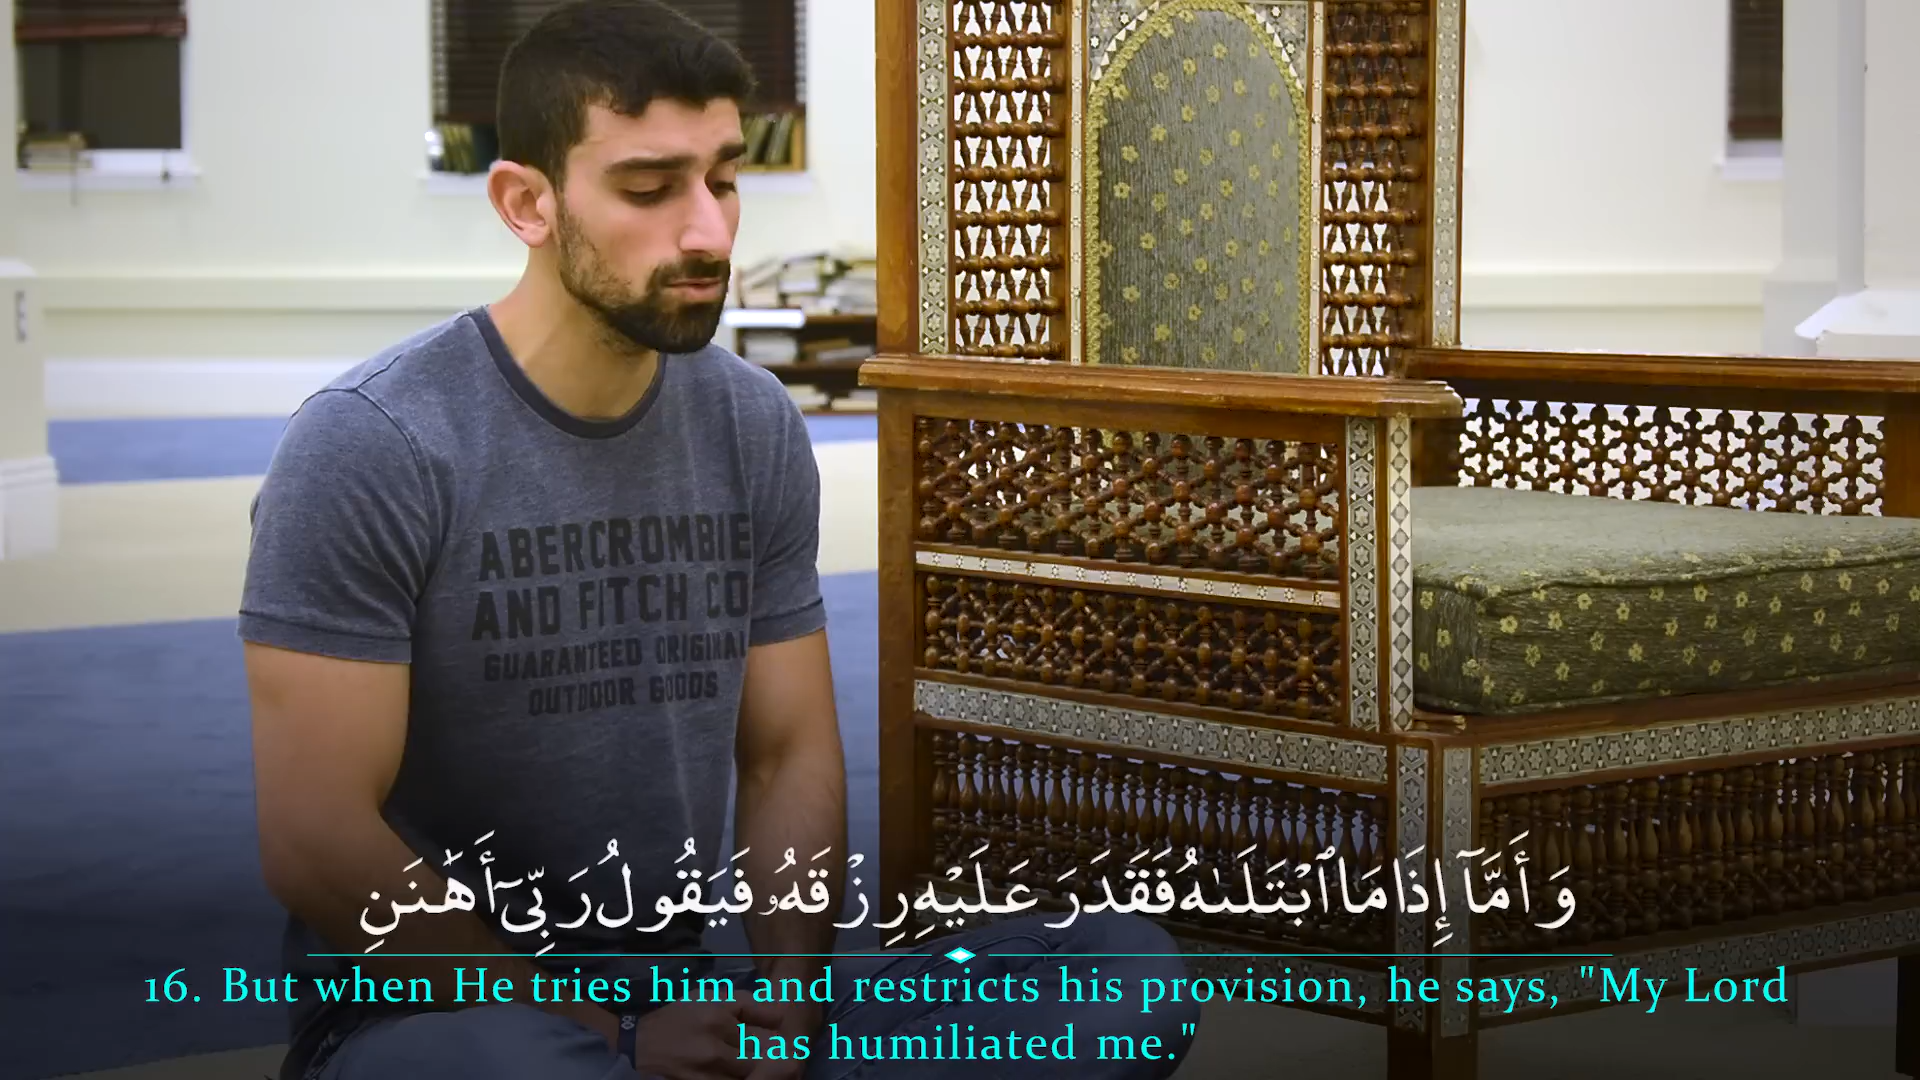 ABERCROMBIE
AND FITCH CO
GUARANTEED ORIGINAL
OUTDOOR GOODS
وَأَمَّآ إِذَا مَا ٱبْتَلَىٰهُ فَقَدَرَ عَلَيْهِ رِزْقَهُۥ فَيَقُولُ رَبِّىٓ أَهَٰنَنِ
16. But when He tries him and restricts his provision, he says, "My Lord
has humiliated me."